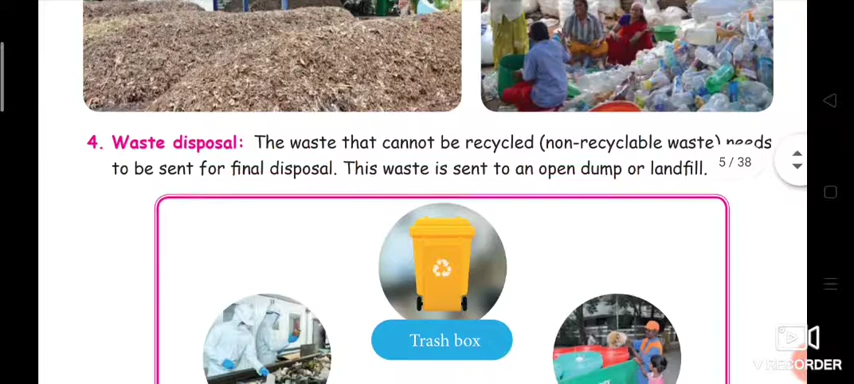 4. Waste disposal: The waste that cannot be recycled (non-recyclable waste) needs
to be sent for final disposal. This waste is sent to an open dump or landfill.
5 / 38
Trash box
V RECORDER